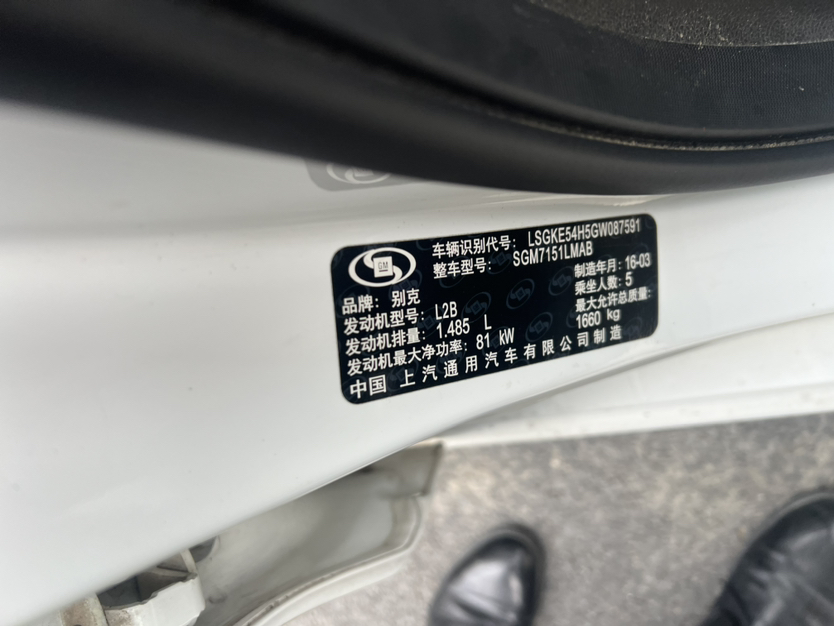 车辆识别代号: LSGKE54H5GW087591
整车型号: SGM7151LMAB
GM
品牌: 别克
制造年月: 16-03
发动机型号: L2B
乘坐人数: 5
发动机排量: 1.485 L
最大允许总质量:
1660 kg
发动机最大净功率: 81 kW
中国 上汽通用汽车有限公司制造